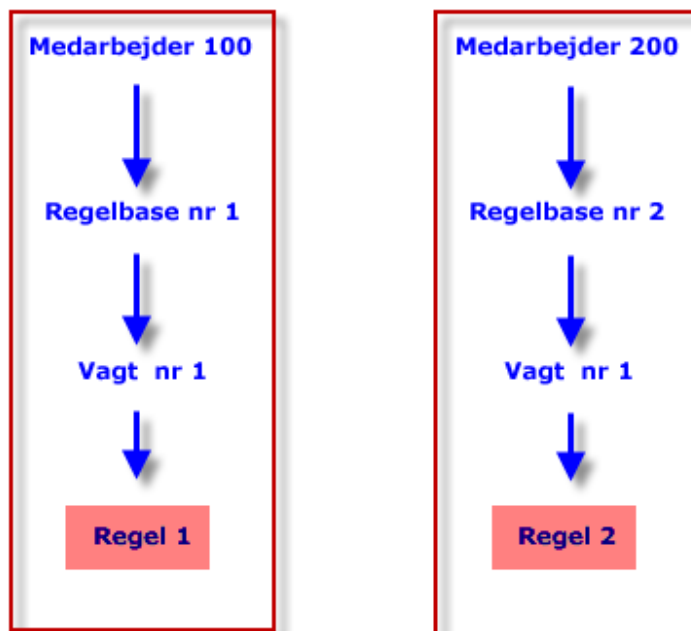 Medarbejder 100
Regelbase nr 1
Vagt nr 1
Regel 1
Medarbejder 200
Regelbase nr 2
Vagt nr 1
Regel 2